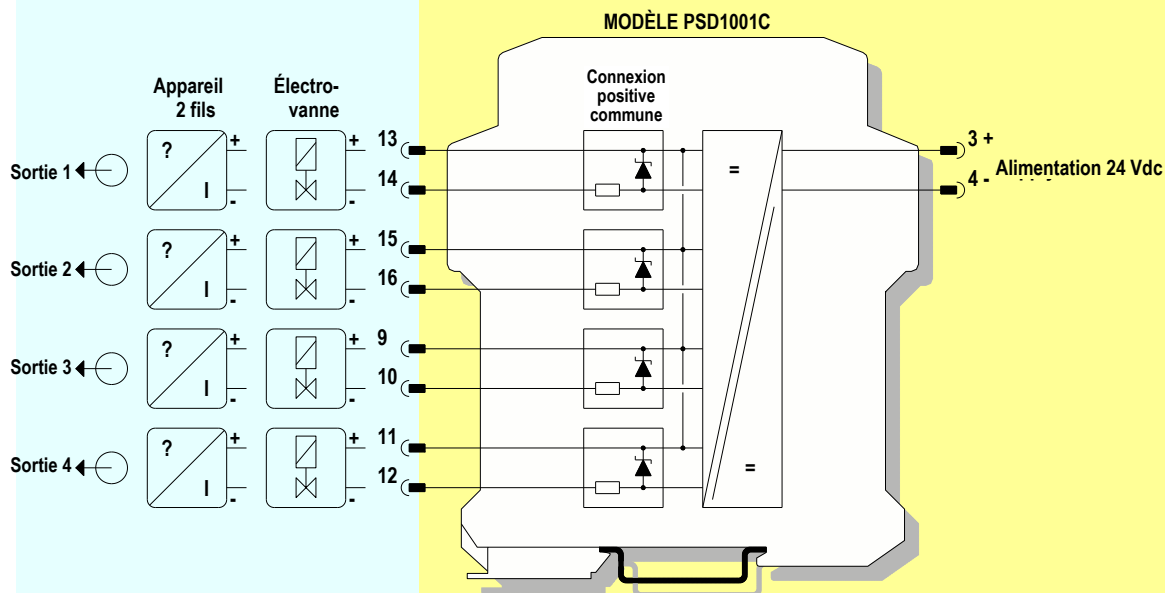 MODÈLE PSD1001C
Appareil
2 fils
Électro-
vanne
Connexion
positive
commune
Sortie 1
?
I
+
-
+
-
13
14
=
3 +
4 -
Alimentation 24 Vdc
Sortie 2
?
I
+
-
+
-
15
16
Sortie 3
?
I
+
-
+
-
9
10
Sortie 4
?
I
+
-
+
-
11
12
=